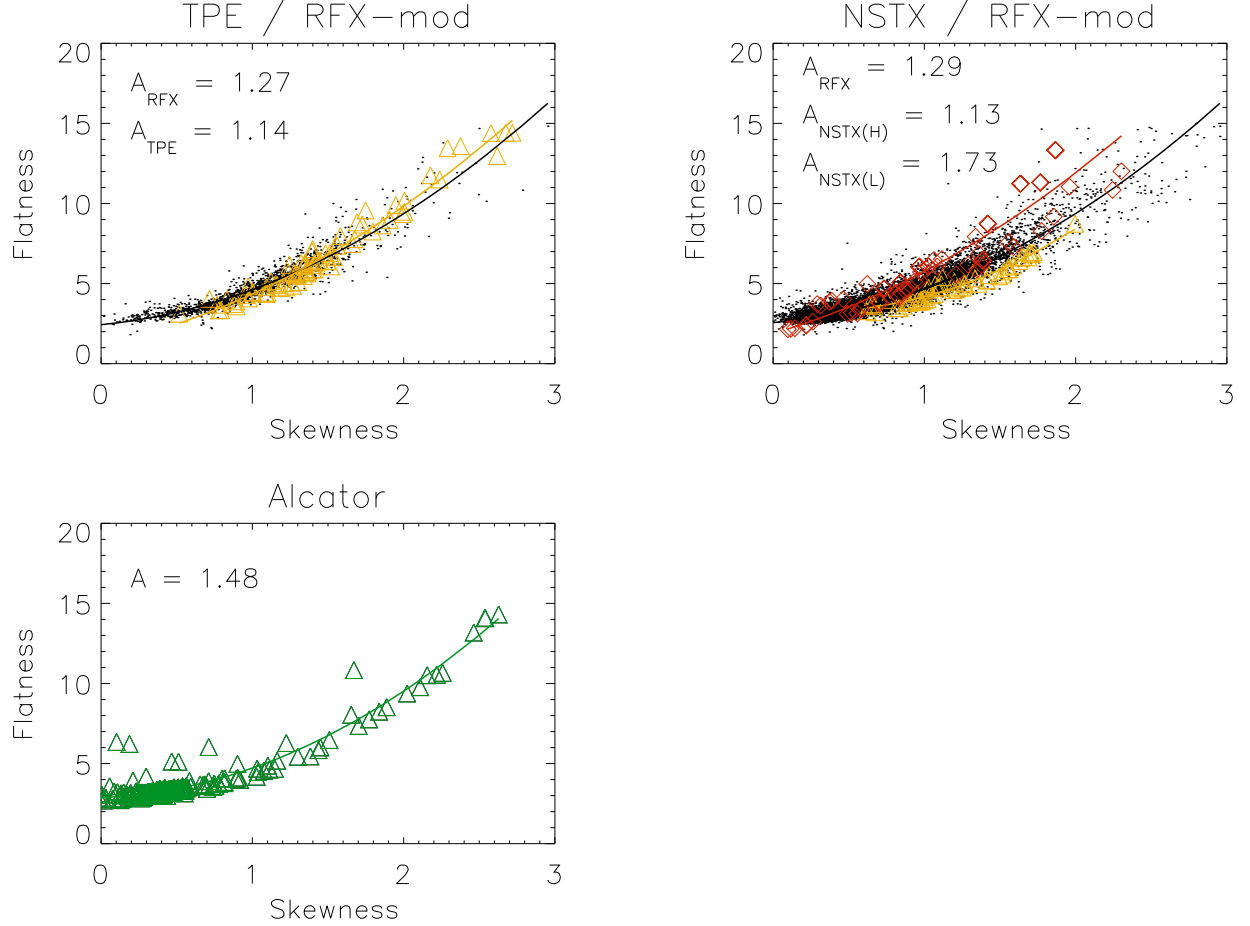 TPE / RFX-mod
20
15
10
5
0
Flatness
A_RFX = 1.27
A_TPE = 1.14
0 1 2 3
Skewness
NSTX / RFX-mod
20
15
10
5
0
Flatness
A_RFX = 1.29
A_NSTX(H) = 1.13
A_NSTX(L) = 1.73
0 1 2 3
Skewness
Alcator
20
15
10
5
0
Flatness
A = 1.48
0 1 2 3
Skewness